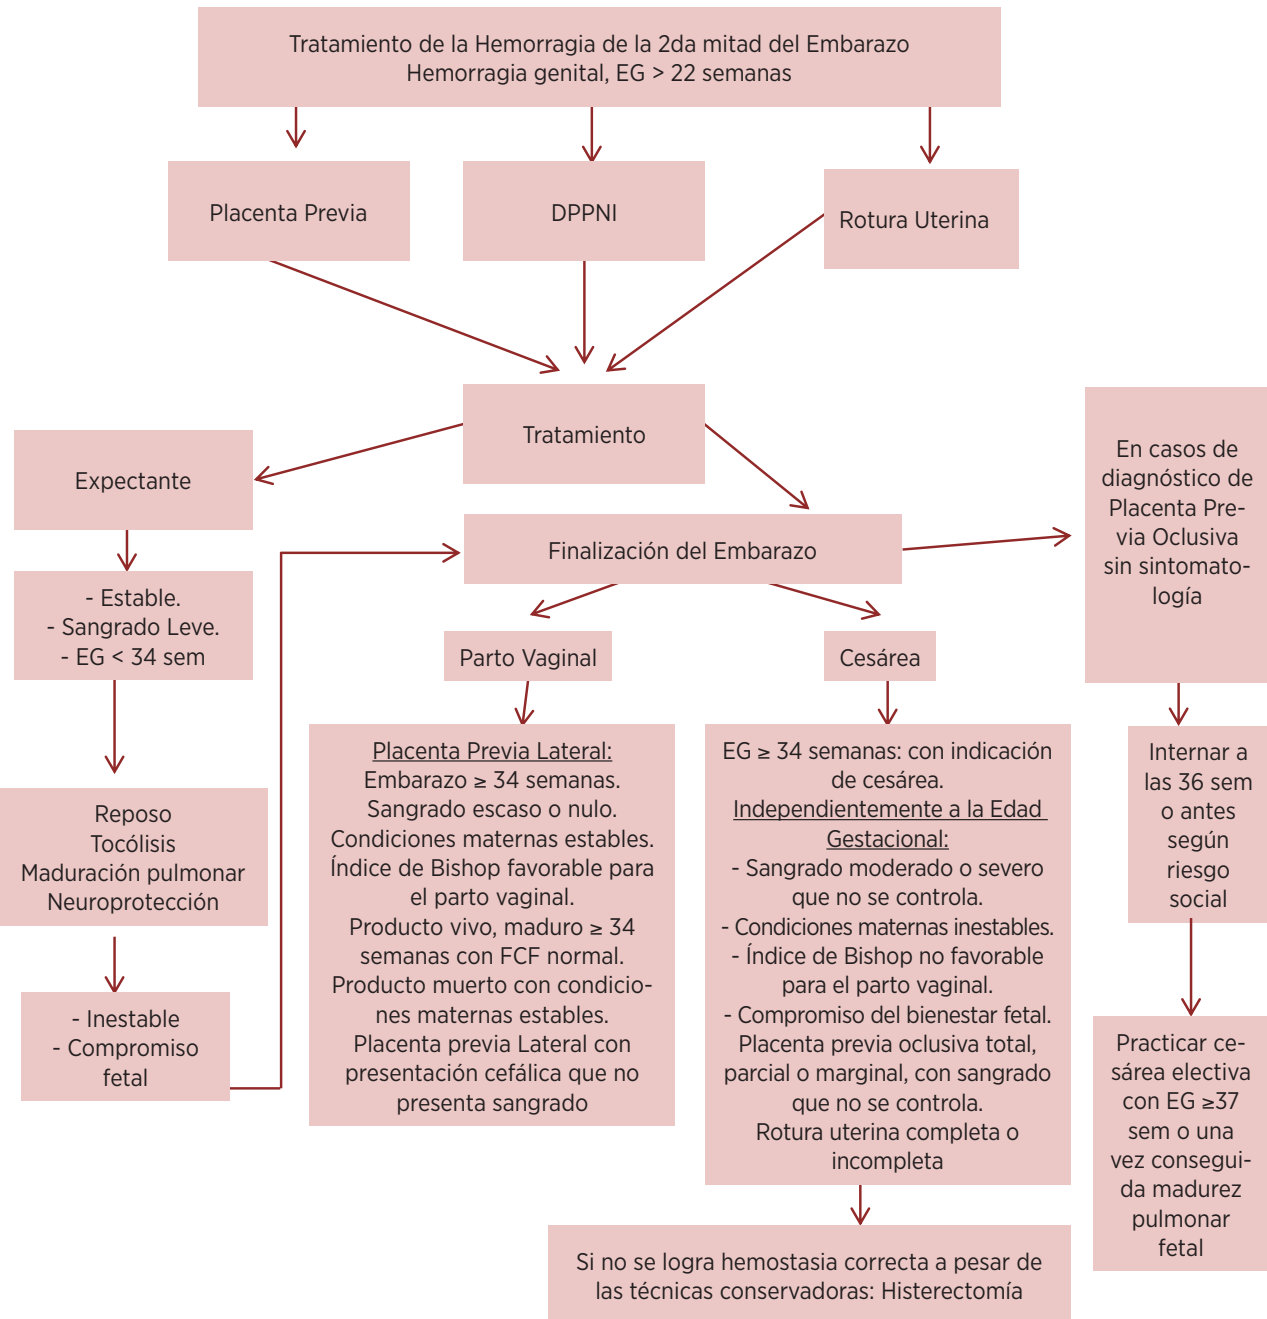 Tratamiento de la Hemorragia de la 2da mitad del Embarazo
Hemorragia genital, EG > 22 semanas
Placenta Previa
DPPNI
Rotura Uterina
Tratamiento
Expectante
- Estable.
- Sangrado Leve.
- EG < 34 sem
Reposo
Tocólisis
Maduración pulmonar
Neuroprotección
- Inestable
- Compromiso
fetal
Finalización del Embarazo
Parto Vaginal
Placenta Previa Lateral:
Embarazo ≥ 34 semanas.
Sangrado escaso o nulo.
Condiciones maternas estables.
Índice de Bishop favorable para
el parto vaginal.
Producto vivo, maduro ≥ 34
semanas con FCF normal.
Producto muerto con condicio-
nes maternas estables.
Placenta previa Lateral con
presentación cefálica que no
presenta sangrado
Cesárea
EG ≥ 34 semanas: con indicación
de cesárea.
Independientemente a la Edad
Gestacional:
- Sangrado moderado o severo
que no se controla.
- Condiciones maternas inestables.
- Índice de Bishop no favorable
para el parto vaginal.
- Compromiso del bienestar fetal.
Placenta previa oclusiva total,
parcial o marginal, con sangrado
que no se controla.
Rotura uterina completa o
incompleta
Si no se logra hemostasia correcta a pesar de
las técnicas conservadoras: Histerectomía
En casos de
diagnóstico de
Placenta Pre-
via Oclusiva
sin sintomato-
logía
Internar a
las 36 sem
o antes
según
riesgo
social
Practicar ce-
sárea electiva
con EG ≥37
sem o una
vez consegui-
da madurez
pulmonar
fetal